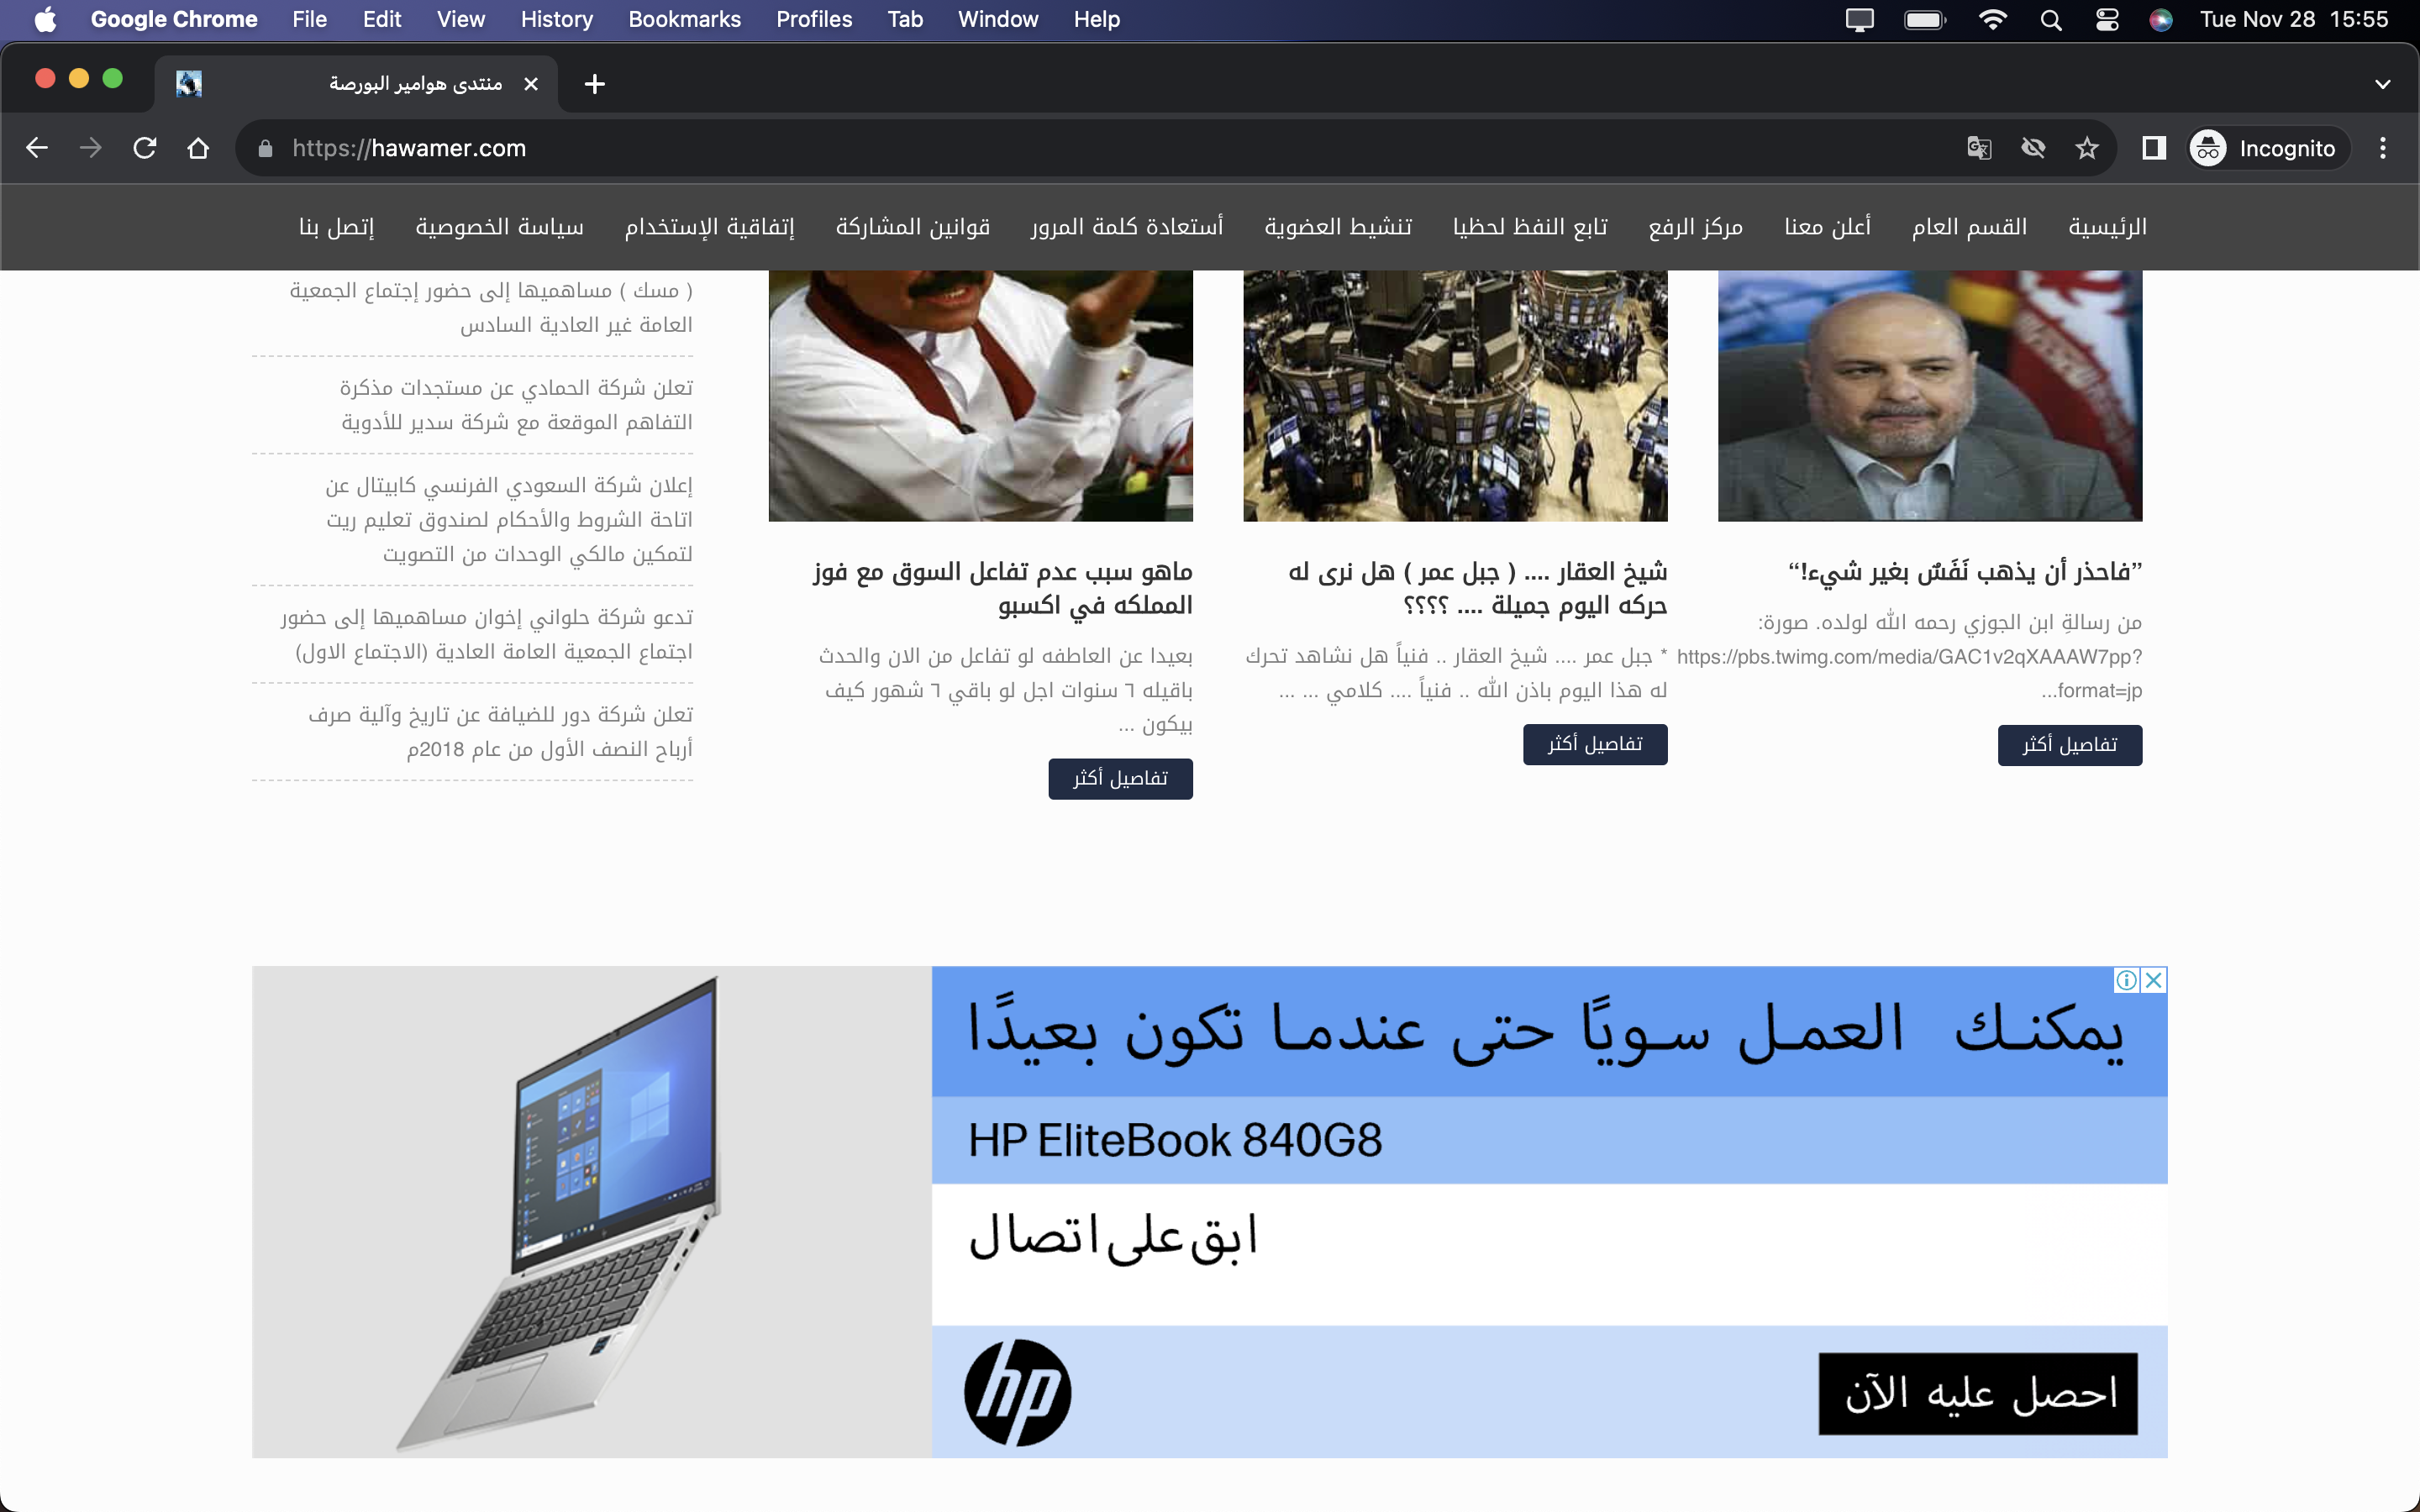 Google Chrome File Edit View History Bookmarks Profiles Tab Window Help Tue Nov 28 15:55
منتدى هوامير البورصة
https://hawamer.com
Incognito
الرئيسية القسم العام أعلن معنا مركز الرفع تابع النفظ لحظيا تنشيط العضوية أستعادة كلمة المرور قوانين المشاركة إتفاقية الإستخدام سياسة الخصوصية إتصل بنا
”فاحذر أن يذهب نَفَسٌ بغير شيء!“
من رسالةِ ابن الجوزي رحمه الله لولده. صورة:
https://pbs.twimg.com/media/GAC1v2qXAAAW7pp?
format=jp...
تفاصيل أكثر
شيخ العقار .... ( جبل عمر ) هل نرى له
حركه اليوم جميلة .... ؟؟؟؟
* جبل عمر .... شيخ العقار .. فنياً هل نشاهد تحرك
له هذا اليوم باذن الله .. فنياً .... كلامي ... ...
تفاصيل أكثر
ماهو سبب عدم تفاعل السوق مع فوز
المملكه في اكسبو
بعيدا عن العاطفه لو تفاعل من الان والحدث
باقيله ٦ سنوات اجل لو باقي ٦ شهور كيف
بيكون ...
تفاصيل أكثر
( مسك ) مساهميها إلى حضور إجتماع الجمعية
العامة غير العادية السادس
تعلن شركة الحمادي عن مستجدات مذكرة
التفاهم الموقعة مع شركة سدير للأدوية
إعلان شركة السعودي الفرنسي كابيتال عن
اتاحة الشروط والأحكام لصندوق تعليم ريت
لتمكين مالكي الوحدات من التصويت
تدعو شركة حلواني إخوان مساهميها إلى حضور
اجتماع الجمعية العامة العادية (الاجتماع الاول)
تعلن شركة دور للضيافة عن تاريخ وآلية صرف
أرباح النصف الأول من عام 2018م
يمكنـك العمـل سـويًا حتى عندمـا تكون بعيدًا
HP EliteBook 840G8
ابق على اتصال
hp
احصل عليه الآن